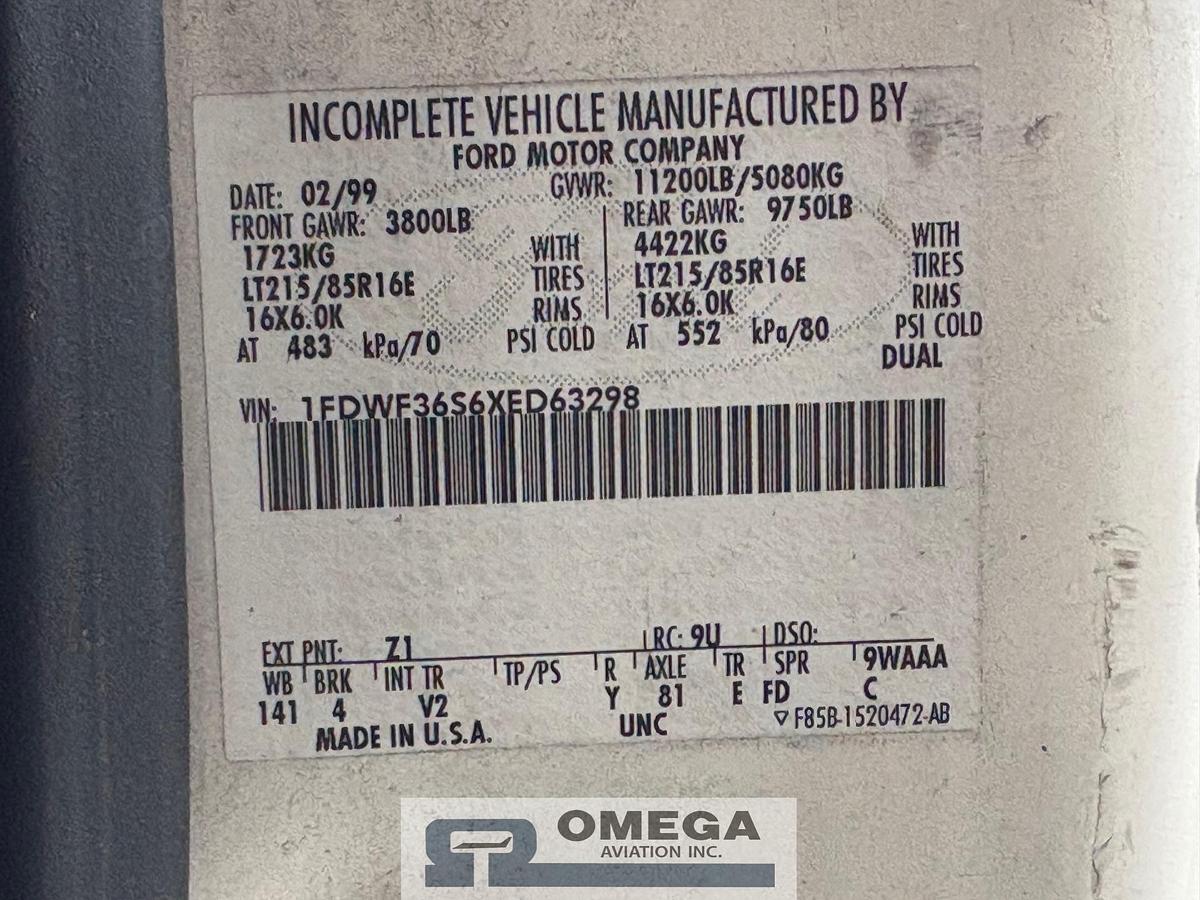 INCOMPLETE VEHICLE MANUFACTURED BY
FORD MOTOR COMPANY
DATE: 02/99 GVWR: 11200LB/5080KG
FRONT GAWR: 3800LB REAR GAWR: 9750LB
1723KG WITH 4422KG WITH
LT215/85R16E TIRES LT215/85R16E TIRES
16X6.0K RIMS 16X6.0K RIMS
AT 483 kPa/70 PSI COLD AT 552 kPa/80 PSI COLD
DUAL
VIN: 1FDWF36S6XED63298
EXT PNT: Z1 RC: 9U DSO:
WB BRK INT TR TP/PS R AXLE TR SPR 9WAAA
141 4 V2 Y 81 E FD C
MADE IN U.S.A. UNC ▽F85B-1520472-AB
OMEGA
AVIATION INC.